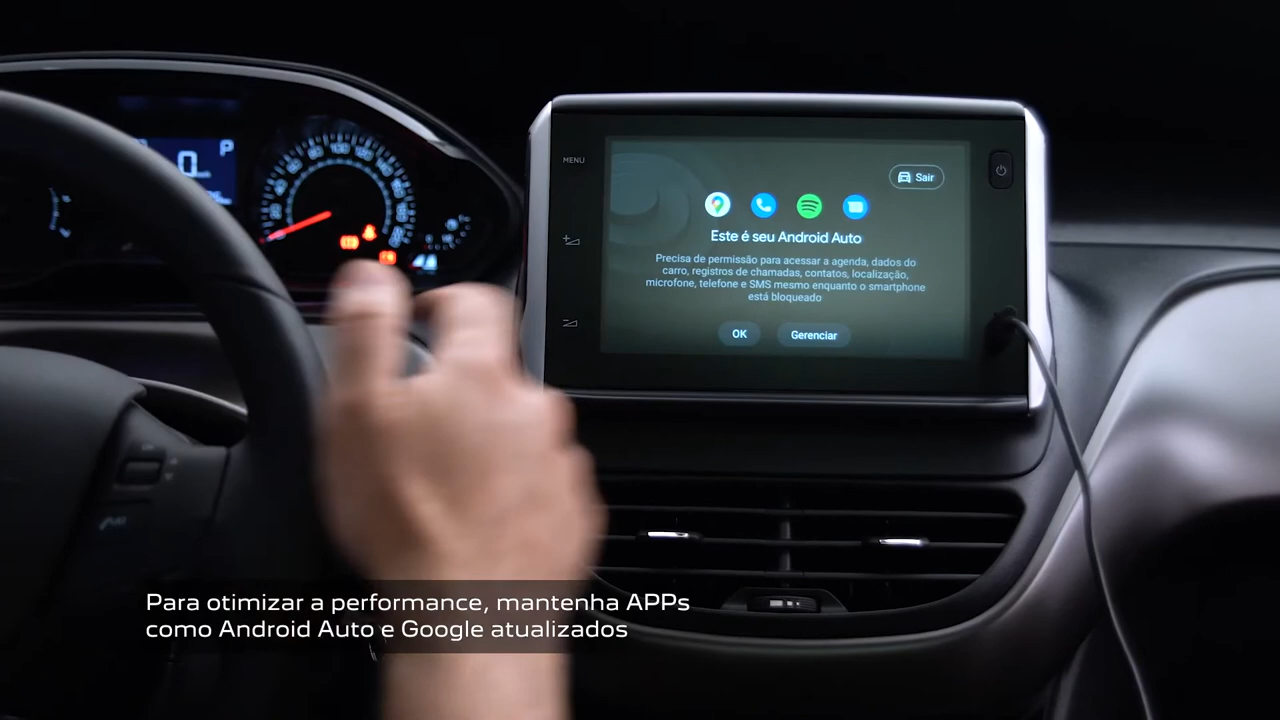 P
0
MENU
Sair
Este é seu Android Auto
Precisa de permissão para acessar a agenda, dados do
carro, registros de chamadas, contatos, localização,
microfone, telefone e SMS mesmo enquanto o smartphone
está bloqueado
OK
Gerenciar
Para otimizar a performance, mantenha APPs
como Android Auto e Google atualizados